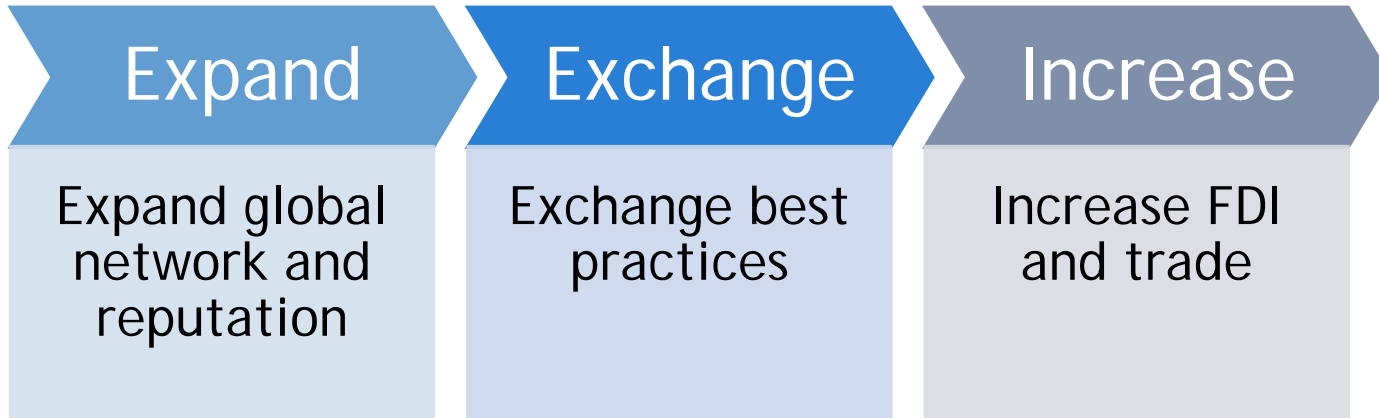 Expand
Expand global
network and
reputation
Exchange
Exchange best
practices
Increase
Increase FDI
and trade